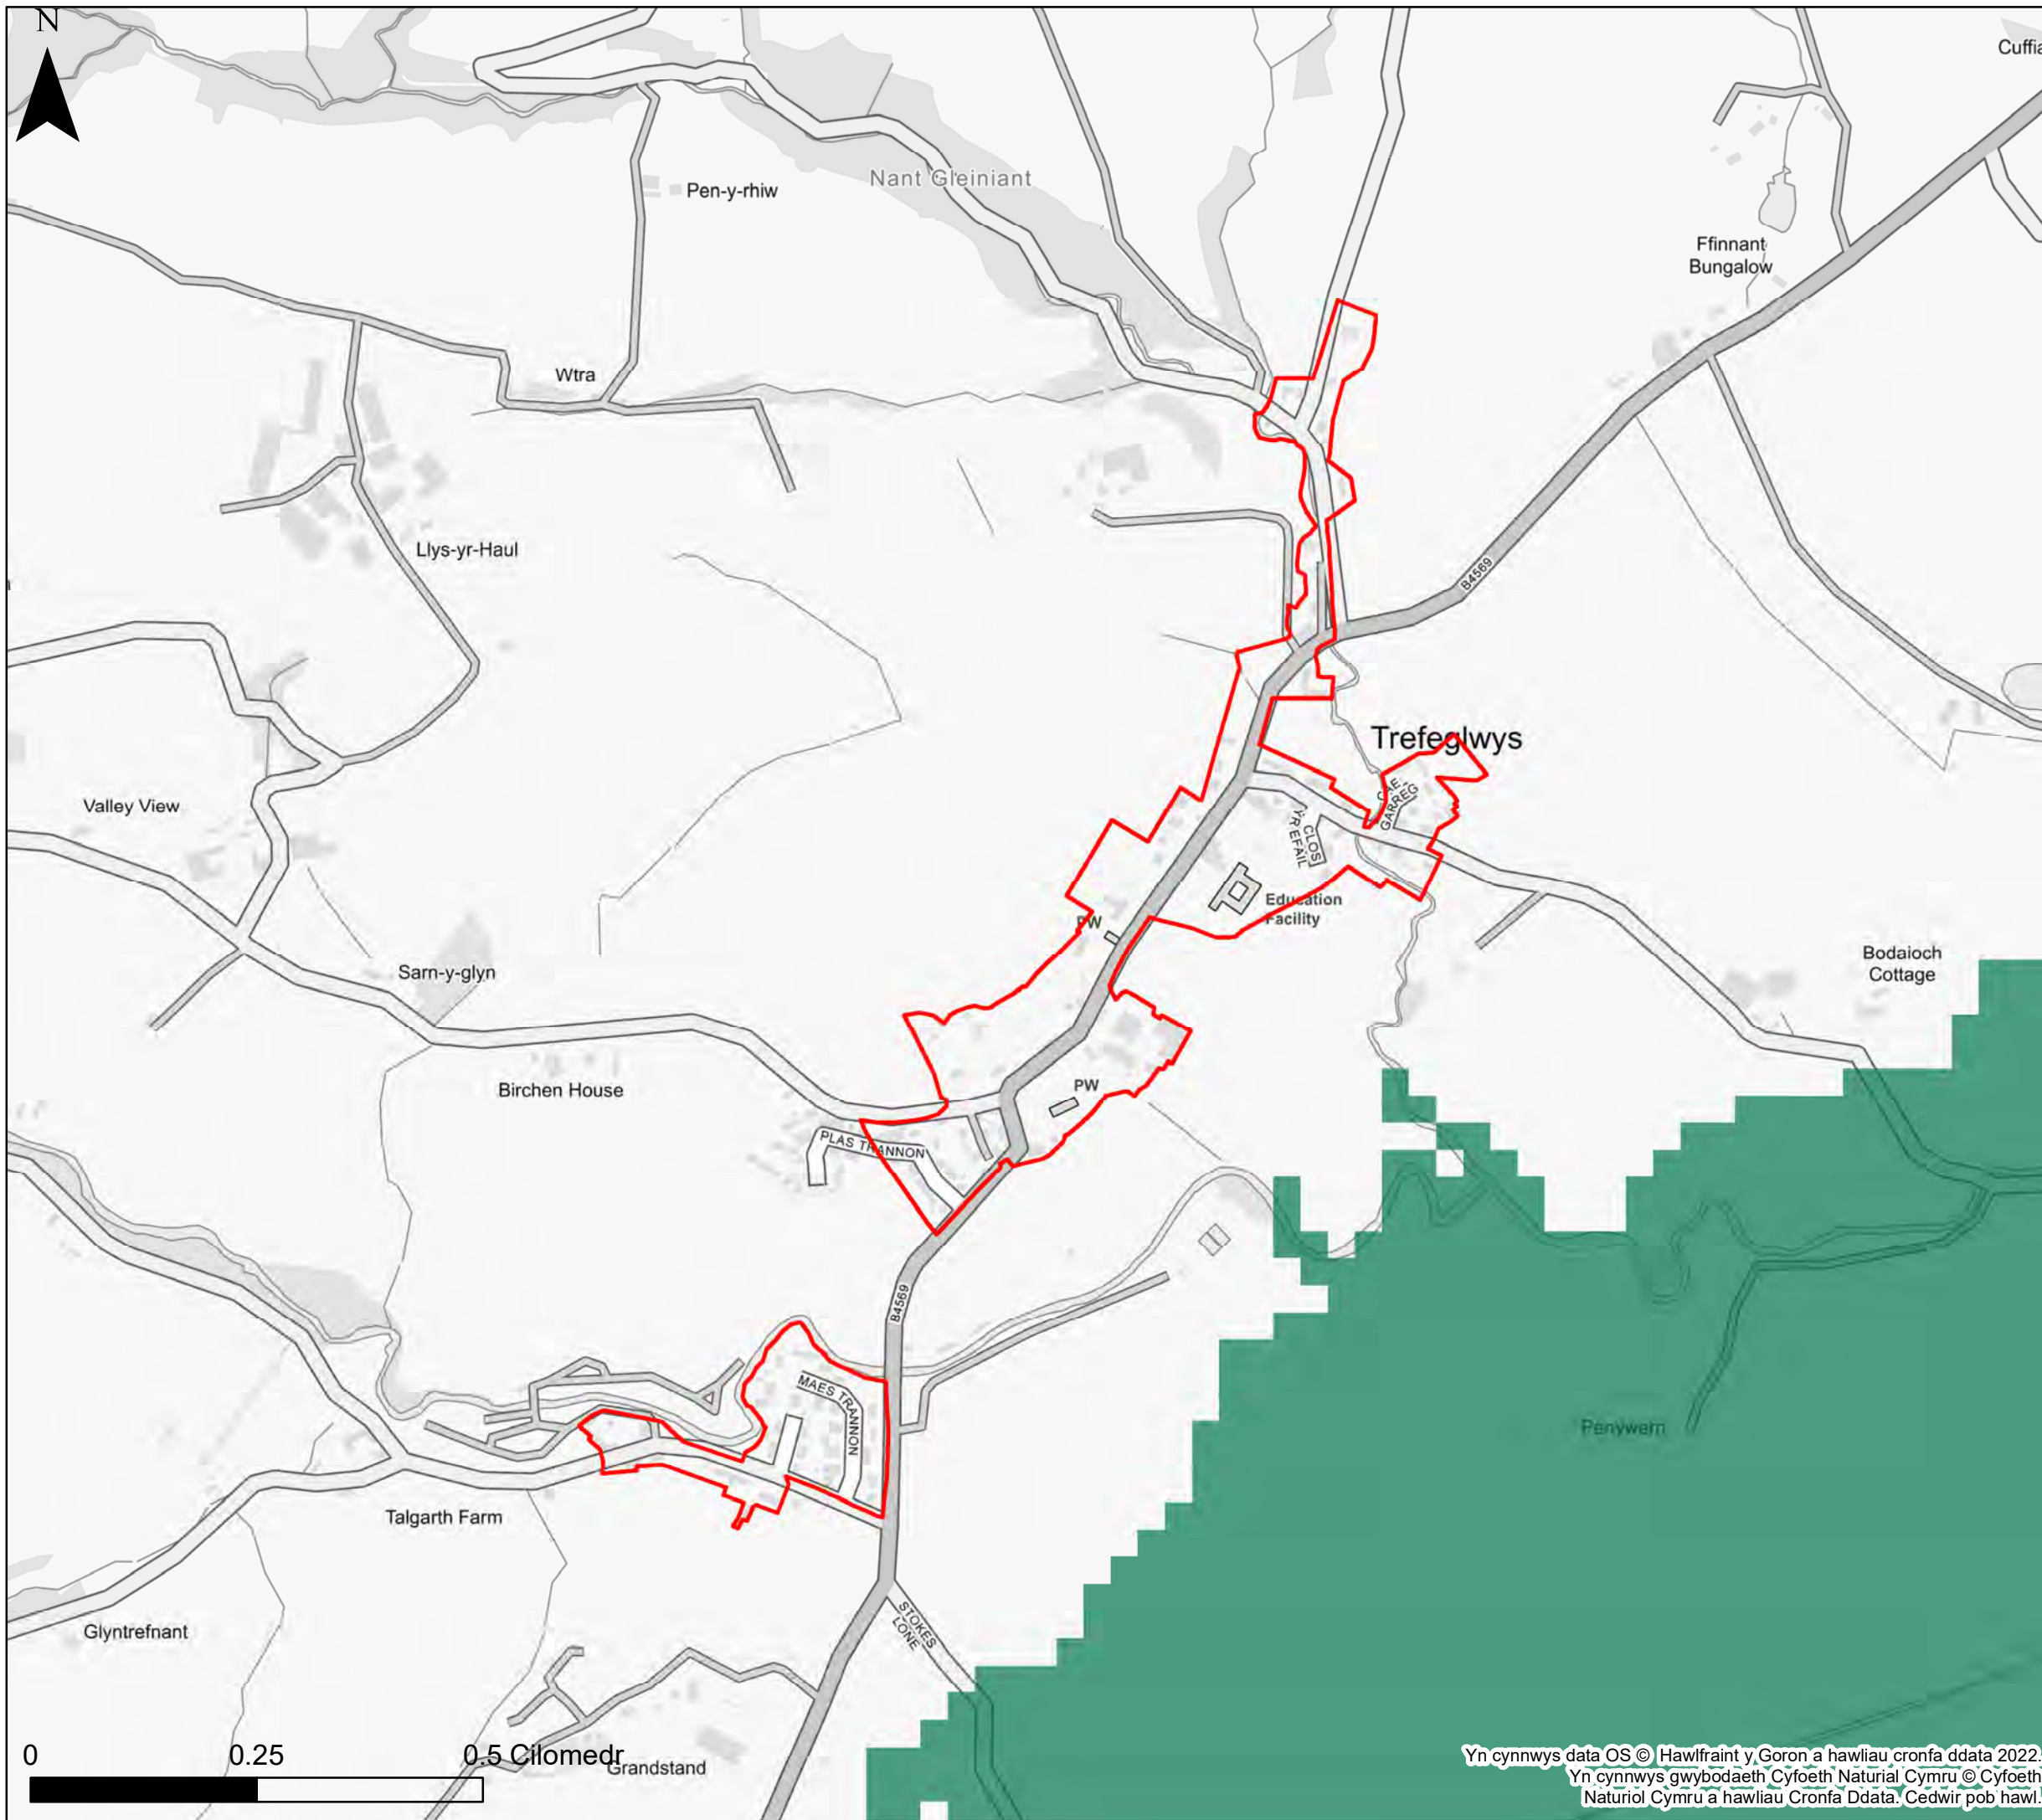 N
Cuffia
Nant Gleiniant
Pen-y-rhiw
Ffinnant
Bungalow
Wtra
Llys-yr-Haul
B4569
Trefeglwys
CAE
GARREG
Valley View
CLOS
YR EFAIL
Education
Facility
PW
Bodaioch
Cottage
Sarn-y-glyn
Birchen House
PW
PLAS TRANNON
B4569
MAES TRANNON
Penywern
Talgarth Farm
STOKES
LONE
Glyntrefnant
0 0.25 0.5 Cilomedr
Grandstand
Yn cynnwys data OS © Hawlfraint y Goron a hawliau cronfa ddata 2022.
Yn cynnwys gwybodaeth Cyfoeth Naturial Cymru © Cyfoeth
Naturiol Cymru a hawliau Cronfa Ddata. Cedwir pob hawl.